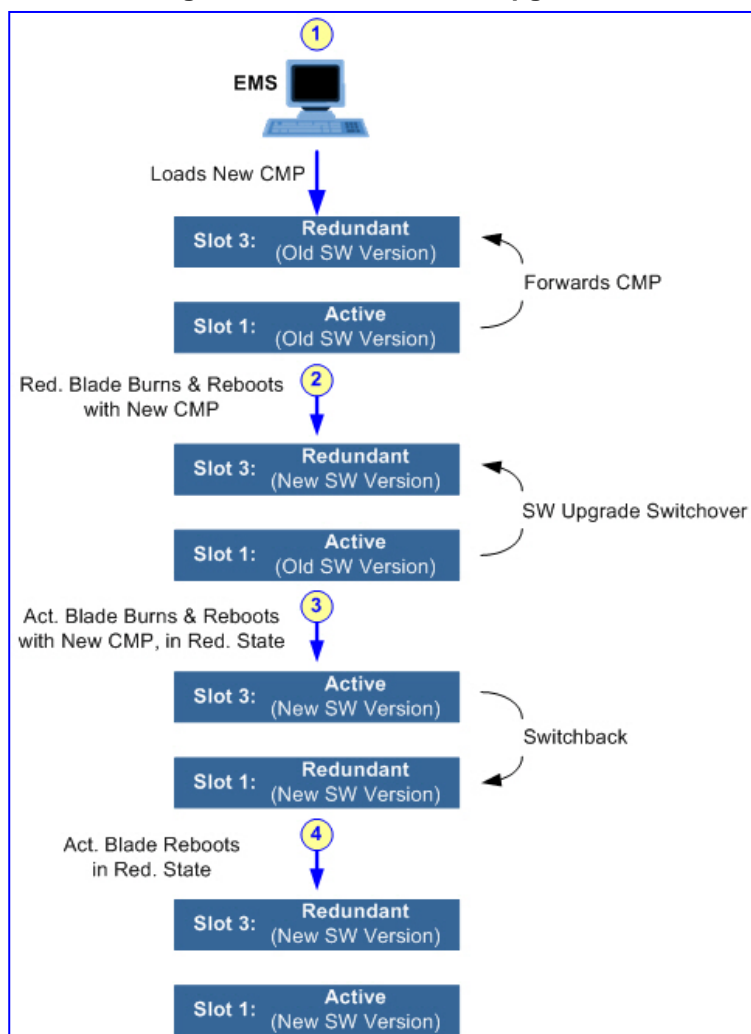 1
EMS
Loads New CMP
Slot 3: Redundant
(Old SW Version)
Forwards CMP
Slot 1: Active
(Old SW Version)
2
Red. Blade Burns & Reboots
with New CMP
Slot 3: Redundant
(New SW Version)
SW Upgrade Switchover
Slot 1: Active
(Old SW Version)
3
Act. Blade Burns & Reboots
with New CMP, in Red. State
Slot 3: Active
(New SW Version)
Switchback
Slot 1: Redundant
(New SW Version)
4
Act. Blade Reboots
in Red. State
Slot 3: Redundant
(New SW Version)
Slot 1: Active
(New SW Version)